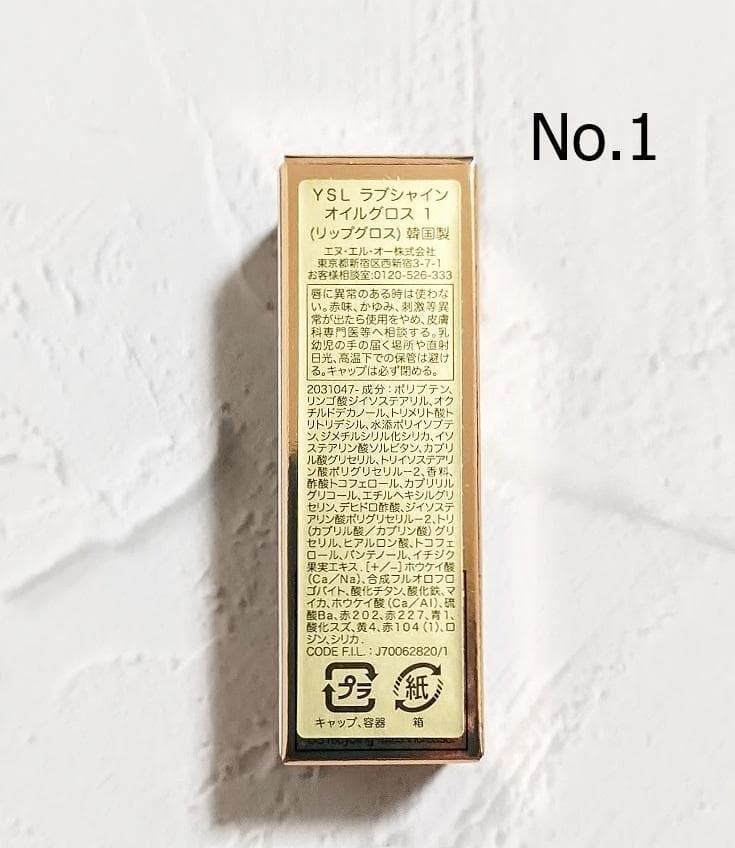 No.1
YSL ラブシャイン
オイルグロス 1
(リップグロス) 韓国製
エヌ・エル・オー株式会社
東京都新宿区西新宿3-7-1
お客様相談室:0120-526-333
唇に異常のある時は使わな
い。赤味、かゆみ、刺激等異
常が出たら使用をやめ、皮膚
科専門医等へ相談する。乳
幼児の手の届く場所や直射
日光、高温下での保管は避け
る。キャップは必ず閉める。
2031047- 成分：ポリブテン、
リンゴ酸ジイソステアリル、オク
チルドデカノール、トリメリト酸ト
リトリデシル、水添ポリイソブテ
ン、ジメチルシリル化シリカ、イソ
ステアリン酸ソルビタン、カプリ
ル酸グリセリル、トリイソステアリ
ン酸ポリグリセリル-2、香料、
酢酸トコフェロール、カプリリル
グリコール、エチルヘキシルグリ
セリン、デヒドロ酢酸、ジイソステ
アリン酸ポリグリセリル-2、トリ
(カプリル酸／カプリン酸)グリ
セリル、ヒアルロン酸、トコフェ
ロール、パンテノール、イチジク
果実エキス．[+/-]ホウケイ酸
(Ca/Na)、合成フルオロフロ
ゴパイト、酸化チタン、酸化鉄、マ
イカ、ホウケイ酸(Ca/Al)、硫
酸Ba、赤202、赤227、青1、
酸化スズ、黄4、赤104(1)、ロ
ジン、シリカ．
CODE F.I.L. : J70062820/1
プラ 紙
キャップ、容器 箱